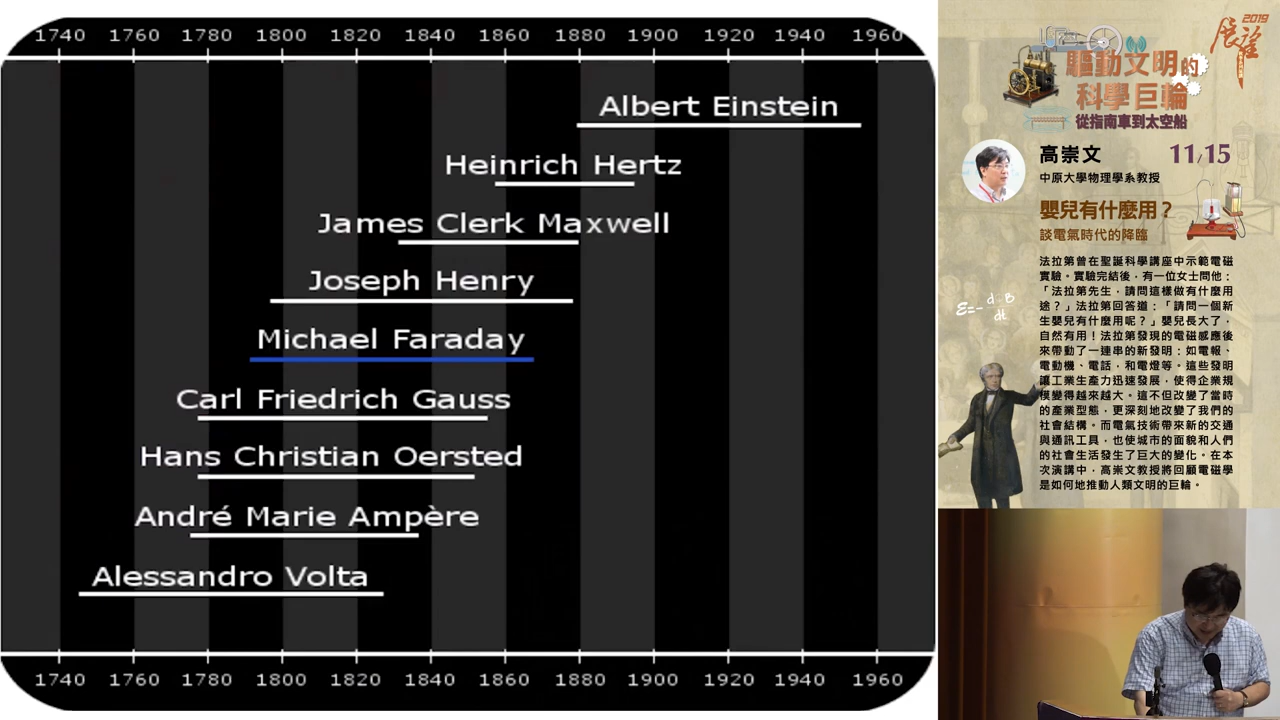 1740 1760 1780 1800 1820 1840 1860 1880 1900 1920 1940 1960
Albert Einstein
Heinrich Hertz
James Clerk Maxwell
Joseph Henry
Michael Faraday
Carl Friedrich Gauss
Hans Christian Oersted
André Marie Ampère
Alessandro Volta
1740 1760 1780 1800 1820 1840 1860 1880 1900 1920 1940 1960
2019
展望
驅動文明的
科學巨輪
從指南車到太空船
高崇文
11/15
中原大學物理學系教授
嬰兒有什麼用？
談電氣時代的降臨
法拉第曾在聖誕科學講座中示範電磁
實驗。實驗完結後，有一位女士問他：
「法拉第先生，請問這樣做有什麼用
途？」法拉第回答道：「請問一個新
生嬰兒有什麼用呢？」嬰兒長大了，
自然有用！法拉第發現的電磁感應後
來帶動了一連串的新發明：如電報、
電動機、電話，和電燈等。這些發明
讓工業生產力迅速發展，使得企業規
模變得越來越大。這不但改變了當時
的產業型態，更深刻地改變了我們的
社會結構。而電氣技術帶來新的交通
與通訊工具，也使城市的面貌和人們
的社會生活發生了巨大的變化。在本
次演講中，高崇文教授將回顧電磁學
是如何地推動人類文明的巨輪。